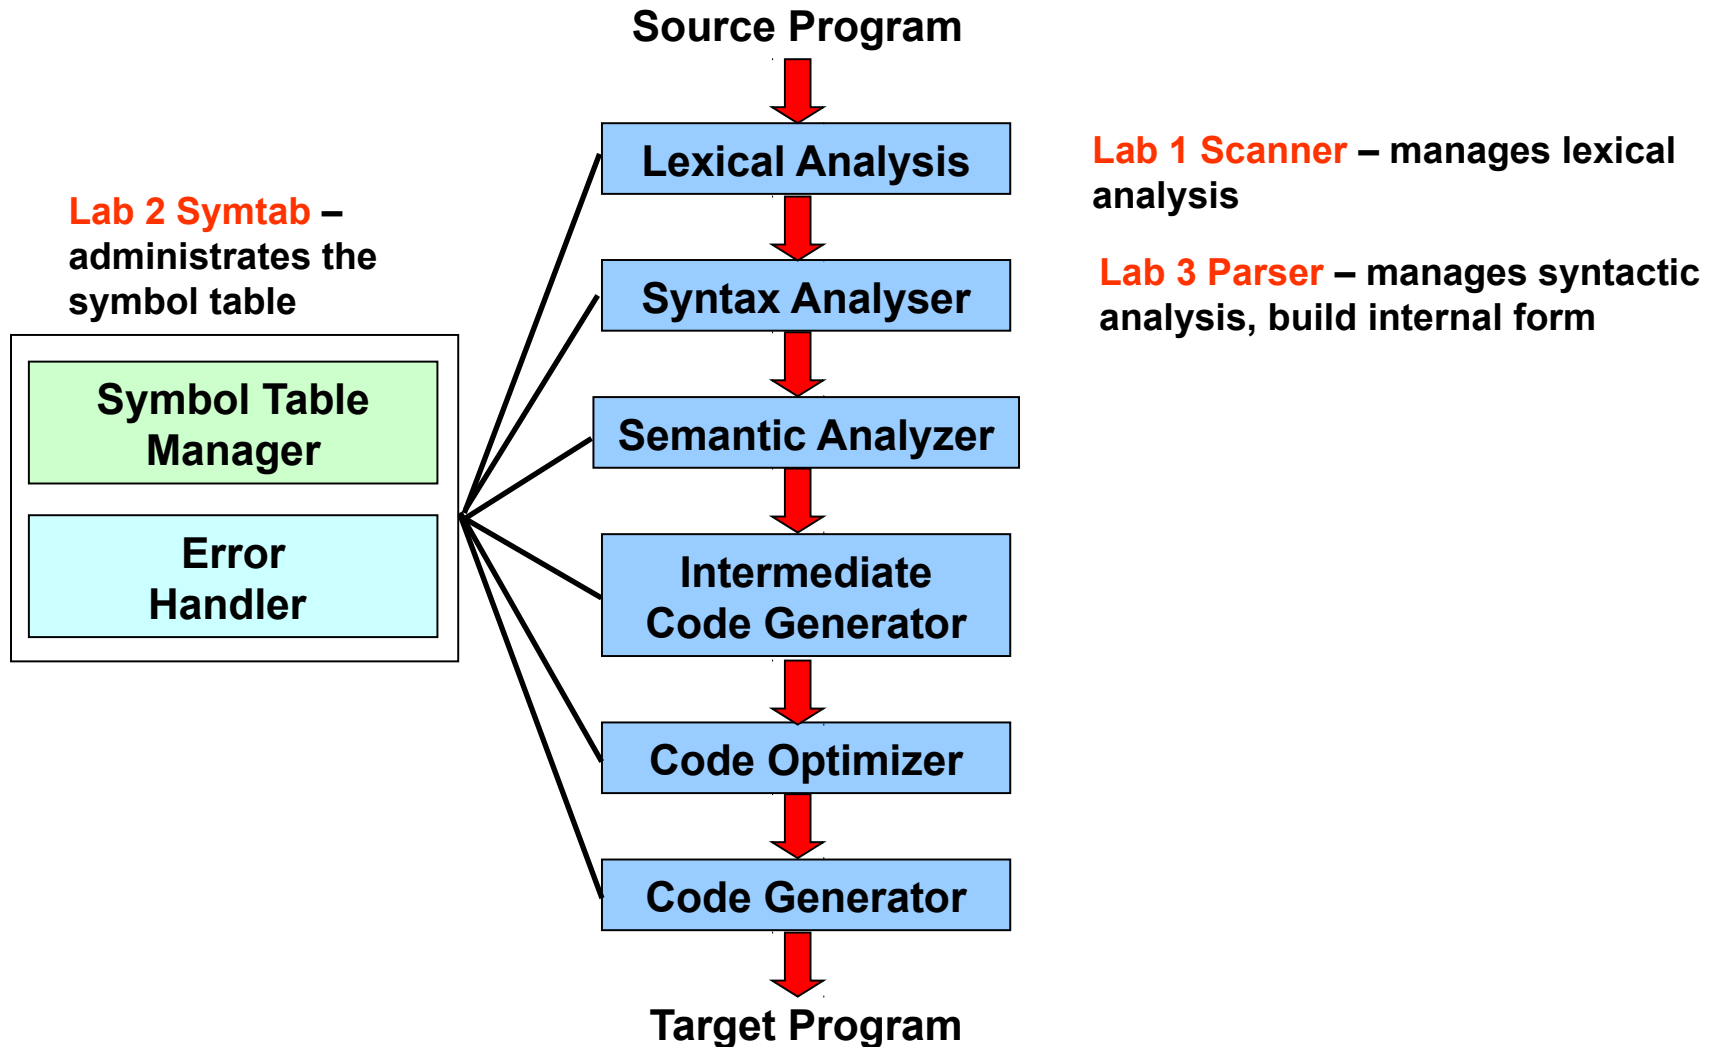 Source Program
Lexical Analysis
Lab 1 Scanner – manages lexical
analysis
Lab 2 Symtab –
administrates the
symbol table
Syntax Analyser
Lab 3 Parser – manages syntactic
analysis, build internal form
Symbol Table
Manager
Semantic Analyzer
Error
Handler
Intermediate
Code Generator
Code Optimizer
Code Generator
Target Program